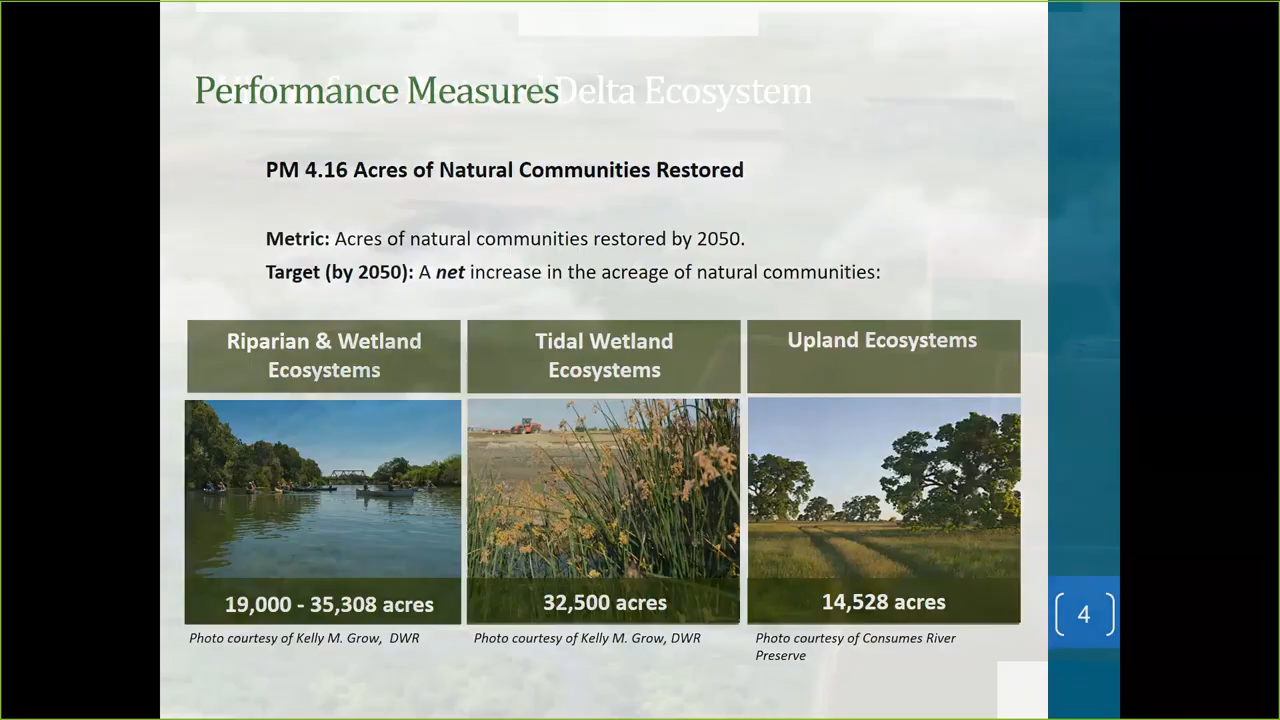 Performance Measures
Delta Ecosystem
PM 4.16 Acres of Natural Communities Restored
Metric: Acres of natural communities restored by 2050.
Target (by 2050): A net increase in the acreage of natural communities:
Riparian & Wetland
Ecosystems
Tidal Wetland
Ecosystems
Upland Ecosystems
19,000 - 35,308 acres
32,500 acres
14,528 acres
Photo courtesy of Kelly M. Grow, DWR
Photo courtesy of Kelly M. Grow, DWR
Photo courtesy of Consumes River
Preserve
4